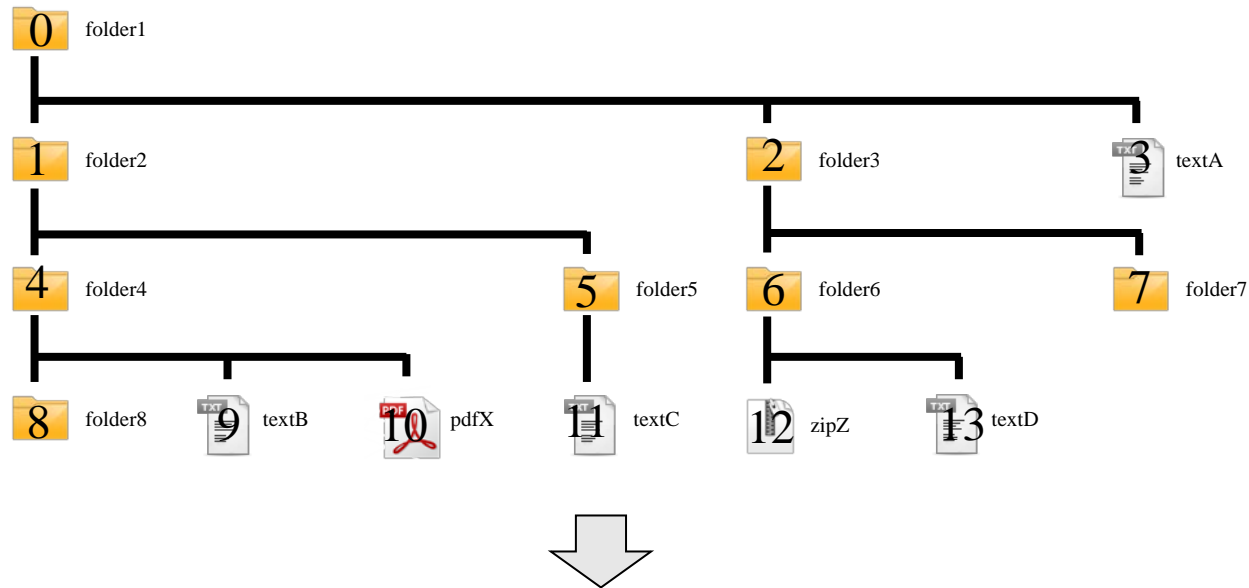 0 folder1
1 folder2 2 folder3 TXT 3 textA
4 folder4 5 folder5 6 folder6 7 folder7
8 folder8 TXT 9 textB PDF 10 pdfX TXT 11 textC 12 zipZ TXT 13 textD